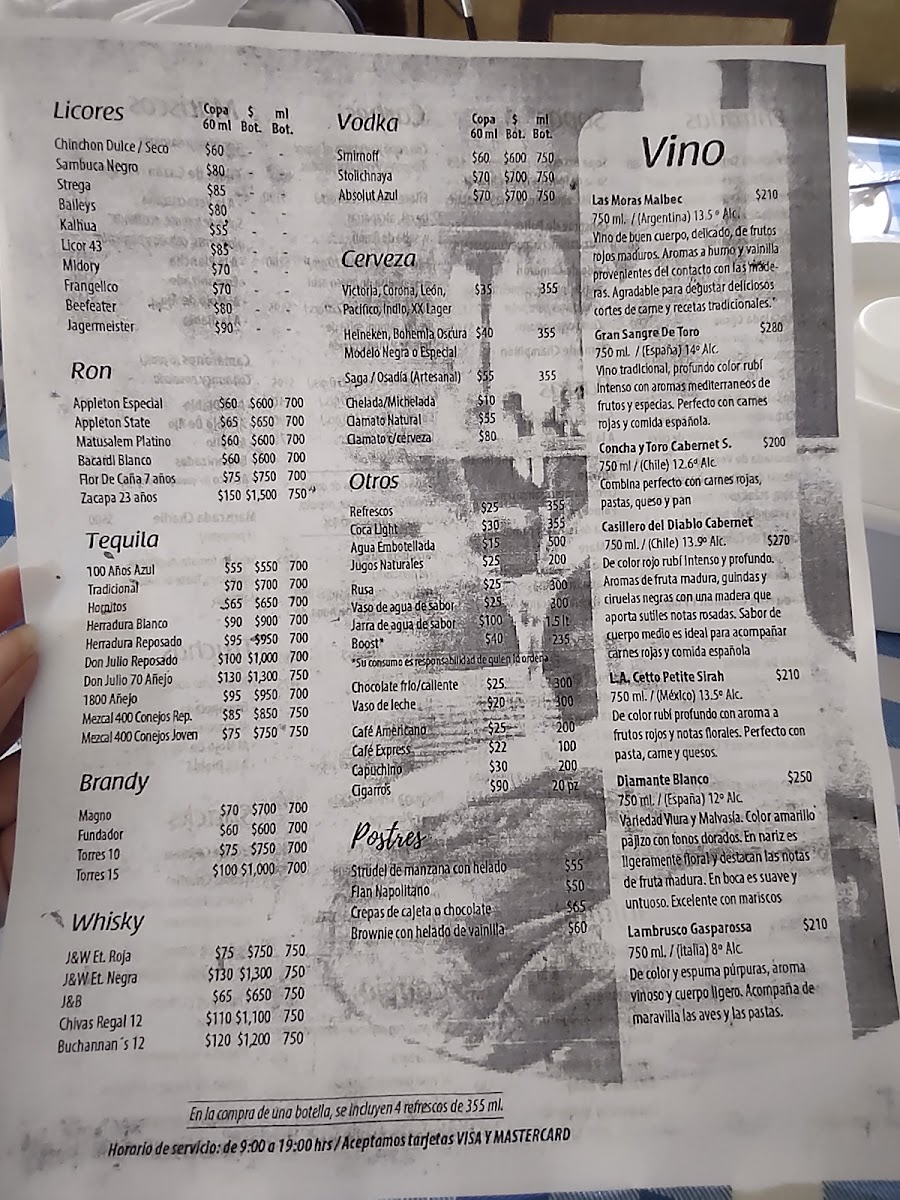 Licores Copa 60 ml $ Bot. ml Bot.
Chinchon Dulce / Seco $60 - -
Sambuca Negro $80 - -
Strega $85 - -
Baileys $80 - -
Kalhua $55 - -
Licor 43 $85 - -
Midory $70 - -
Frangelico $70 - -
Beefeater $80 - -
Jagermeister $90 - -
Ron
Appleton Especial $60 $600 700
Appleton State $65 $650 700
Matusalem Platino $60 $600 700
Bacardi Blanco $60 $600 700
Flor De Caña 7 años $75 $750 700
Zacapa 23 años $150 $1,500 750
Tequila
100 Años Azul $55 $550 700
Tradicional $70 $700 700
Hornitos $65 $650 700
Herradura Blanco $90 $900 700
Herradura Reposado $95 $950 700
Don Julio Reposado $100 $1,000 700
Don Julio 70 Añejo $130 $1,300 750
1800 Añejo $95 $950 700
Mezcal 400 Conejos Rep. $85 $850 750
Mezcal 400 Conejos Joven $75 $750 750
Brandy
Magno $70 $700 700
Fundador $60 $600 700
Torres 10 $75 $750 700
Torres 15 $100 $1,000 700
Whisky
J&W Et. Roja $75 $750 750
J&W Et. Negra $130 $1,300 750
J&B $65 $650 750
Chivas Regal 12 $110 $1,100 750
Buchannan´s 12 $120 $1,200 750
Vodka Copa 60 ml $ Bot. ml Bot.
Smirnoff $60 $600 750
Stolichnaya $70 $700 750
Absolut Azul $70 $700 750
Cerveza
Victoria, Corona, León, $35 355
Pacifico, Indio, XX Lager
Heineken, Bohemia Oscura $40 355
Modelo Negra o Especial
Saga / Osadía (Artesanal) $55 355
Chelada/Michelada $10
Clamato Natural $55
Clamato c/cerveza $80
Otros
Refrescos $25 355
Coca Light $30 355
Agua Embotellada $15 500
Jugos Naturales $25 200
Rusa $25 300
Vaso de agua de sabor $25 300
Jarra de agua de sabor $100 1.5 lt
Boost* $40 235
*Su consumo es responsabilidad de quien lo ordena
Chocolate frío/caliente $25 300
Vaso de leche $20 300
Café Americano $25 200
Café Express $22 100
Capuchino $30 200
Cigarros $90 20 pz
Postres
Strudel de manzana con helado $55
Flan Napolitano $50
Crepas de cajeta o chocolate $65
Brownie con helado de vainilla $60
Vino
Las Moras Malbec $210
750 ml. / (Argentina) 13.5º Alc.
Vino de buen cuerpo, delicado, de frutos
rojos maduros. Aromas a humo y vainilla
provenientes del contacto con las made-
ras. Agradable para degustar deliciosos
cortes de carne y recetas tradicionales."
Gran Sangre De Toro $280
750 ml. / (España) 14º Alc.
Vino tradicional, profundo color rubí
Intenso con aromas mediterraneos de
frutos y especias. Perfecto con carnes
rojas y comida española.
Concha y Toro Cabernet S. $200
750 ml / (Chile) 12.6º Alc.
Combina perfecto con carnes rojas,
pastas, queso y pan
Casillero del Diablo Cabernet
750 ml. / (Chile) 13.9º Alc. $270
De color rojo rubí Intenso y profundo.
Aromas de fruta madura, guindas y
ciruelas negras con una madera que
aporta sutiles notas rosadas. Sabor de
cuerpo medio es ideal para acompañar
carnes rojas y comida española
L.A. Cetto Petite Sirah $210
750 ml. / (México) 13.5º Alc.
De color rubí profundo con aroma a
frutos rojos y notas florales. Perfecto con
pasta, carne y quesos.
Diamante Blanco $250
750 ml. / (España) 12º Alc.
Variedad Viura y Malvasía. Color amarillo
pajizo con fonos dorados. En nariz es
ligeramente floral y destacan las notas
de fruta madura. En boca es suave y
untuoso. Excelente con mariscos
Lambrusco Gasparossa $210
750 ml. / (Italia) 8º Alc.
De color y espuma púrpuras, aroma
vinoso y cuerpo ligero. Acompaña de
maravilla las aves y las pastas.
En la compra de una botella, se incluyen 4 refrescos de 355 ml.
Horario de servicio: de 9:00 a 19:00 hrs / Aceptamos tarjetas VISA Y MASTERCARD